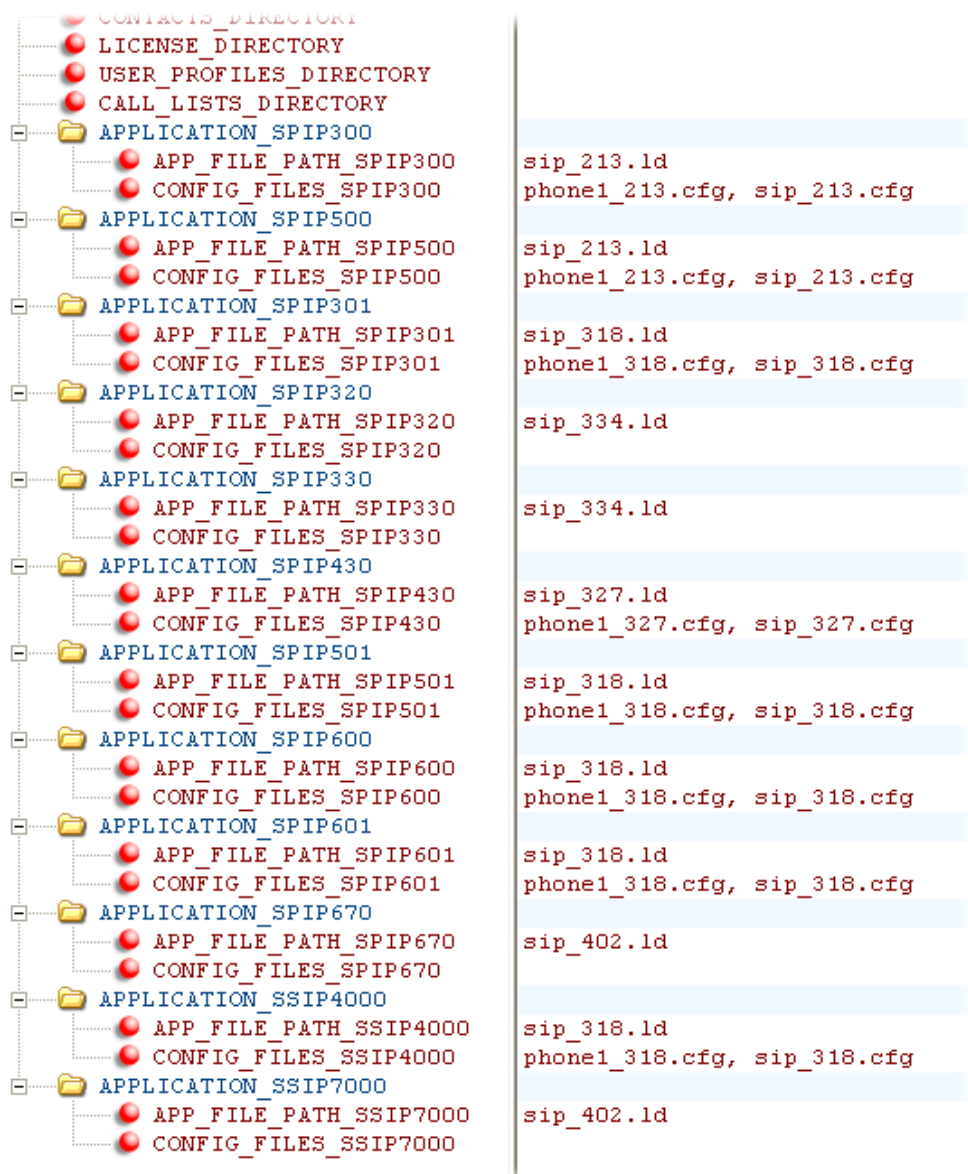 CONTACTS_DIRECTORY
LICENSE_DIRECTORY
USER_PROFILES_DIRECTORY
CALL_LISTS_DIRECTORY
APPLICATION_SPIP300
APP_FILE_PATH_SPIP300 sip_213.ld
CONFIG_FILES_SPIP300 phone1_213.cfg, sip_213.cfg
APPLICATION_SPIP500
APP_FILE_PATH_SPIP500 sip_213.ld
CONFIG_FILES_SPIP500 phone1_213.cfg, sip_213.cfg
APPLICATION_SPIP301
APP_FILE_PATH_SPIP301 sip_318.ld
CONFIG_FILES_SPIP301 phone1_318.cfg, sip_318.cfg
APPLICATION_SPIP320
APP_FILE_PATH_SPIP320 sip_334.ld
CONFIG_FILES_SPIP320
APPLICATION_SPIP330
APP_FILE_PATH_SPIP330 sip_334.ld
CONFIG_FILES_SPIP330
APPLICATION_SPIP430
APP_FILE_PATH_SPIP430 sip_327.ld
CONFIG_FILES_SPIP430 phone1_327.cfg, sip_327.cfg
APPLICATION_SPIP501
APP_FILE_PATH_SPIP501 sip_318.ld
CONFIG_FILES_SPIP501 phone1_318.cfg, sip_318.cfg
APPLICATION_SPIP600
APP_FILE_PATH_SPIP600 sip_318.ld
CONFIG_FILES_SPIP600 phone1_318.cfg, sip_318.cfg
APPLICATION_SPIP601
APP_FILE_PATH_SPIP601 sip_318.ld
CONFIG_FILES_SPIP601 phone1_318.cfg, sip_318.cfg
APPLICATION_SPIP670
APP_FILE_PATH_SPIP670 sip_402.ld
CONFIG_FILES_SPIP670
APPLICATION_SSIP4000
APP_FILE_PATH_SSIP4000 sip_318.ld
CONFIG_FILES_SSIP4000 phone1_318.cfg, sip_318.cfg
APPLICATION_SSIP7000
APP_FILE_PATH_SSIP7000 sip_402.ld
CONFIG_FILES_SSIP7000